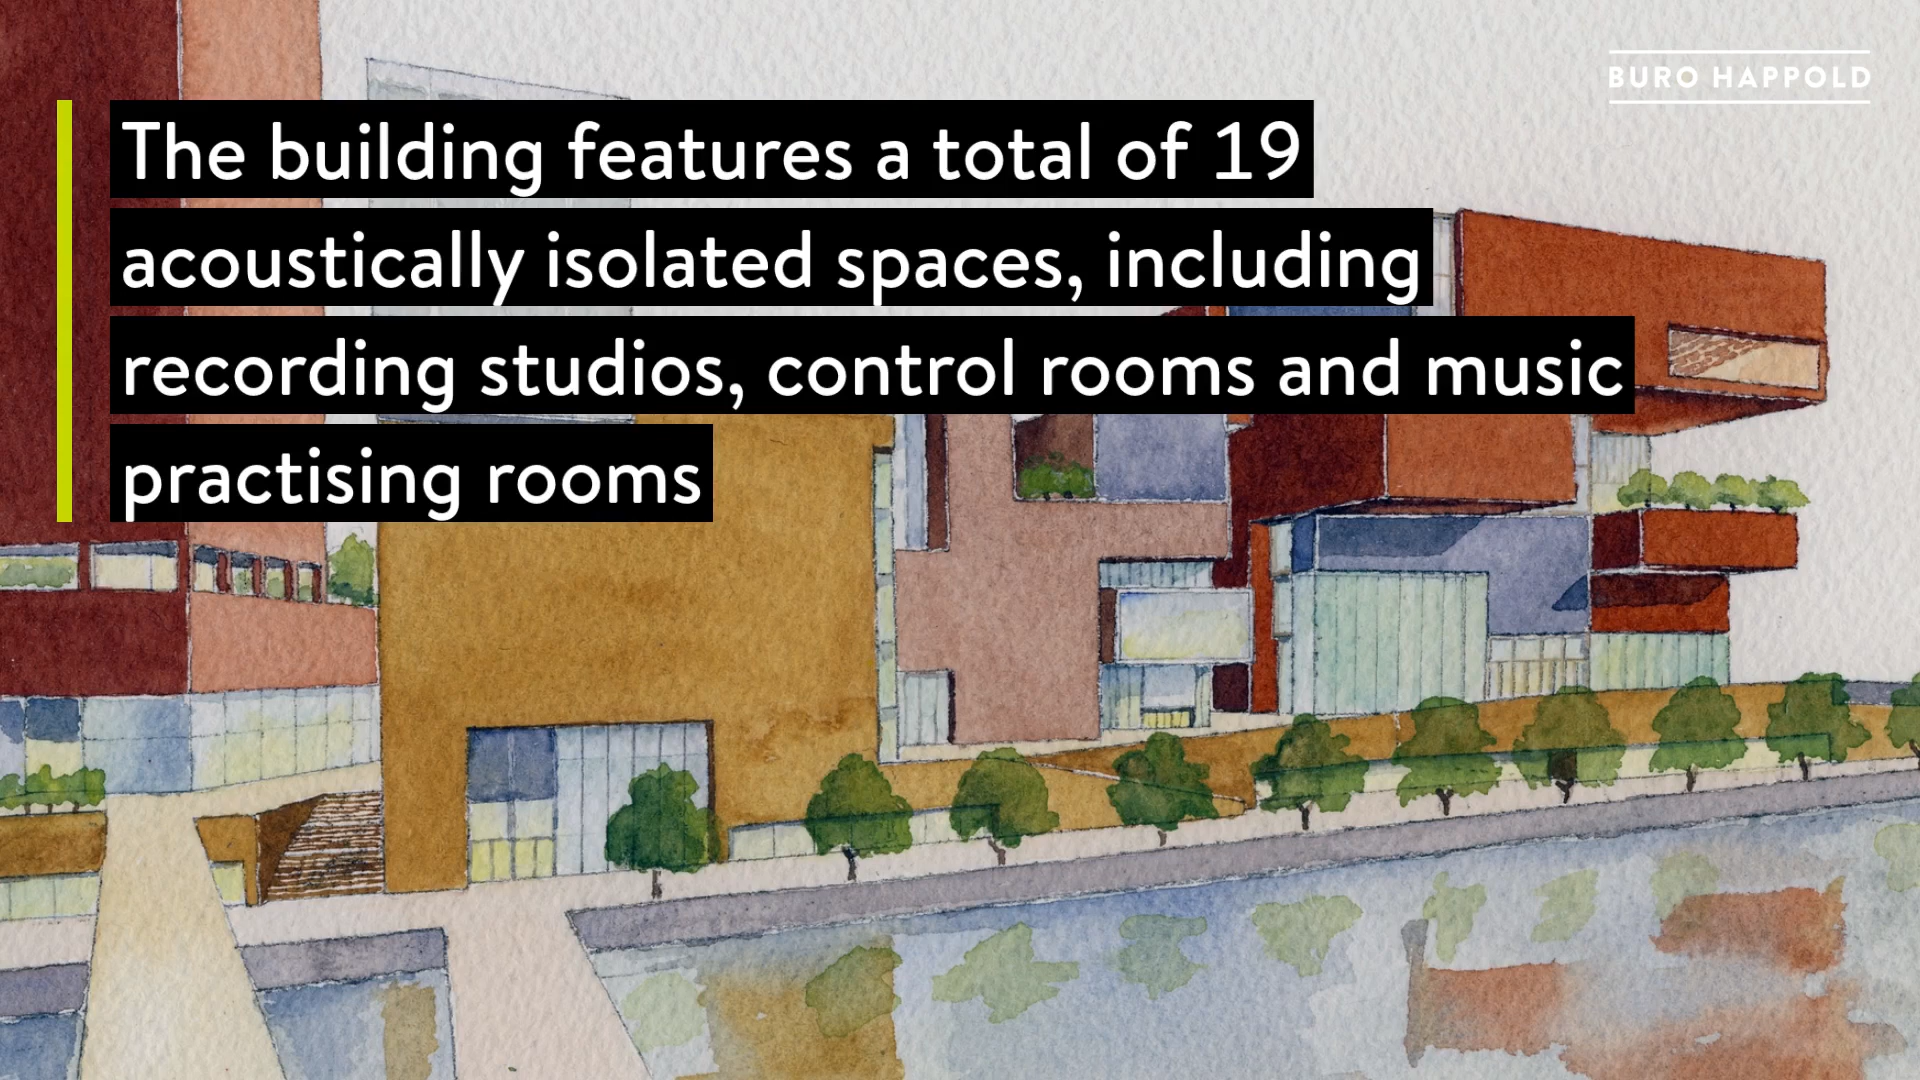 BURO HAPPOLD
The building features a total of 19
acoustically isolated spaces, including
recording studios, control rooms and music
practising rooms